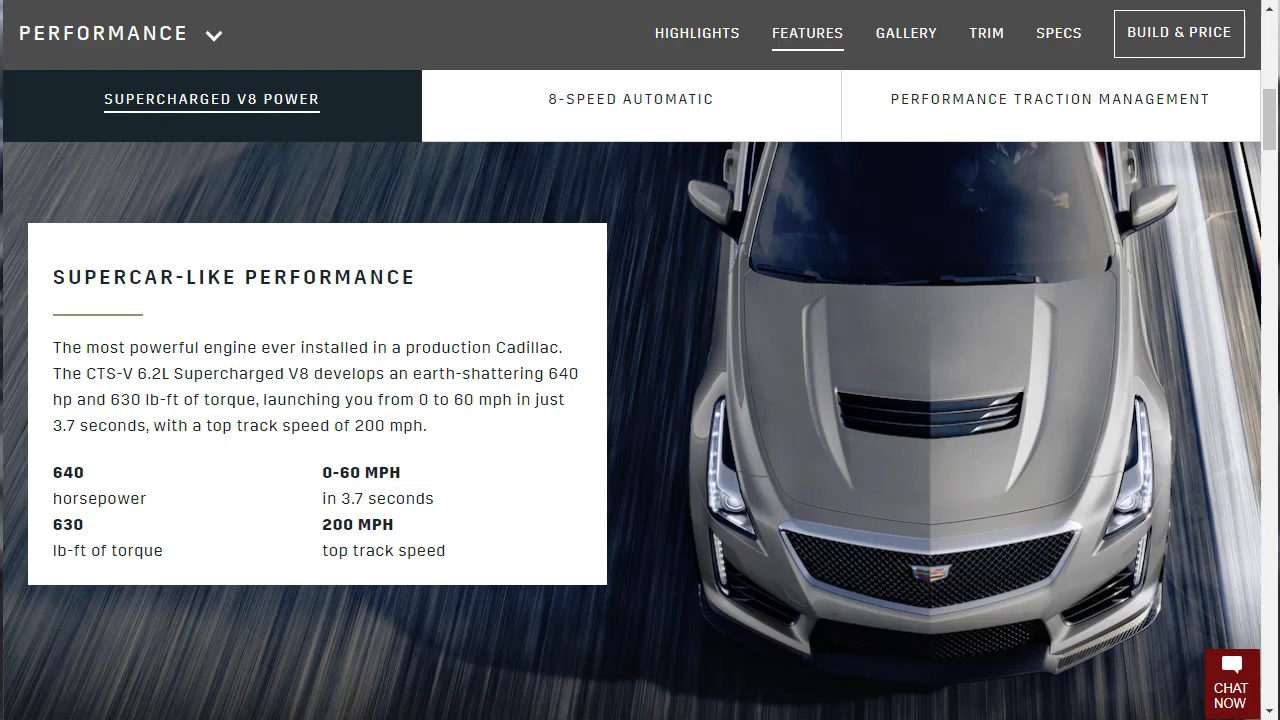 PERFORMANCE
HIGHLIGHTS
FEATURES
GALLERY
TRIM
SPECS
BUILD & PRICE
SUPERCHARGED V8 POWER
8-SPEED AUTOMATIC
PERFORMANCE TRACTION MANAGEMENT
SUPERCAR-LIKE PERFORMANCE
The most powerful engine ever installed in a production Cadillac.
The CTS-V 6.2L Supercharged V8 develops an earth-shattering 640
hp and 630 lb-ft of torque, launching you from 0 to 60 mph in just
3.7 seconds, with a top track speed of 200 mph.
640
horsepower
630
lb-ft of torque
0-60 MPH
in 3.7 seconds
200 MPH
top track speed
CHAT
NOW